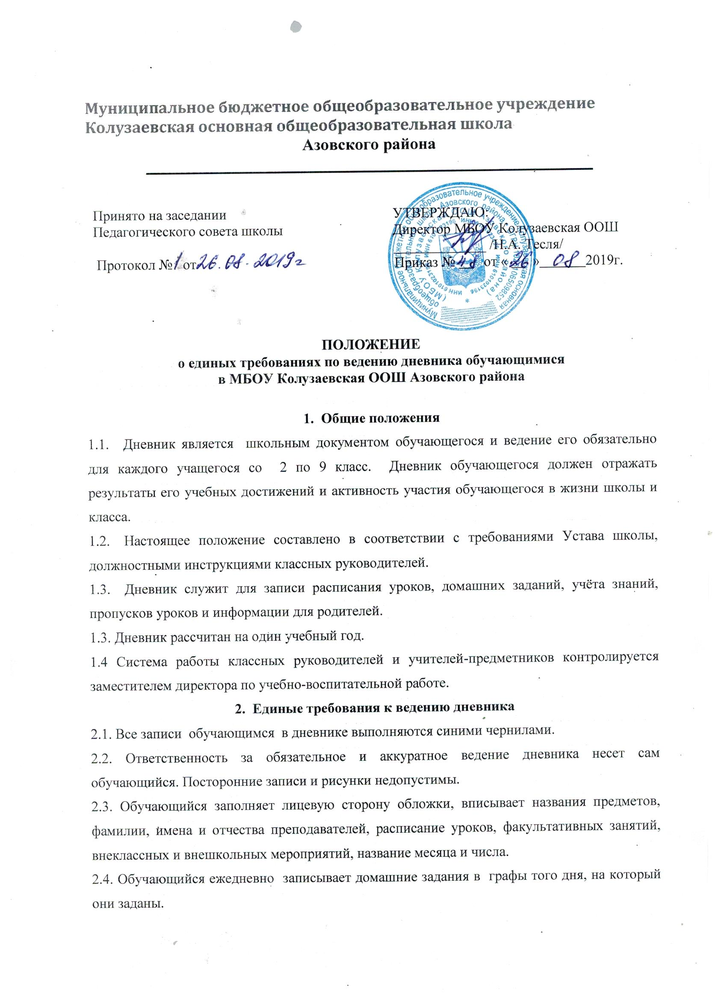 Муниципальное бюджетное общеобразовательное учреждение
Колузаевская основная общеобразовательная школа
Азовского района
Принято на заседании
Педагогического совета школы
Протокол №1 от 26.08.2019г
УТВЕРЖДАЮ:
Директор МБОУ Колузаевская ООШ
/Н.А. Тесля/
Приказ № 48 от «26» 08 2019г.
ПОЛОЖЕНИЕ
о единых требованиях по ведению дневника обучающимися
в МБОУ Колузаевская ООШ Азовского района
1. Общие положения
1.1. Дневник является школьным документом обучающегося и ведение его обязательно
для каждого учащегося со 2 по 9 класс. Дневник обучающегося должен отражать
результаты его учебных достижений и активность участия обучающегося в жизни школы и
класса.
1.2. Настоящее положение составлено в соответствии с требованиями Устава школы,
должностными инструкциями классных руководителей.
1.3. Дневник служит для записи расписания уроков, домашних заданий, учёта знаний,
пропусков уроков и информации для родителей.
1.3. Дневник рассчитан на один учебный год.
1.4 Система работы классных руководителей и учителей-предметников контролируется
заместителем директора по учебно-воспитательной работе.
2. Единые требования к ведению дневника
2.1. Все записи обучающимся в дневнике выполняются синими чернилами.
2.2. Ответственность за обязательное и аккуратное ведение дневника несет сам
обучающийся. Посторонние записи и рисунки недопустимы.
2.3. Обучающийся заполняет лицевую сторону обложки, вписывает названия предметов,
фамилии, имена и отчества преподавателей, расписание уроков, факультативных занятий,
внеклассных и внешкольных мероприятий, название месяца и числа.
2.4. Обучающийся ежедневно записывает домашние задания в графы того дня, на который
они заданы.